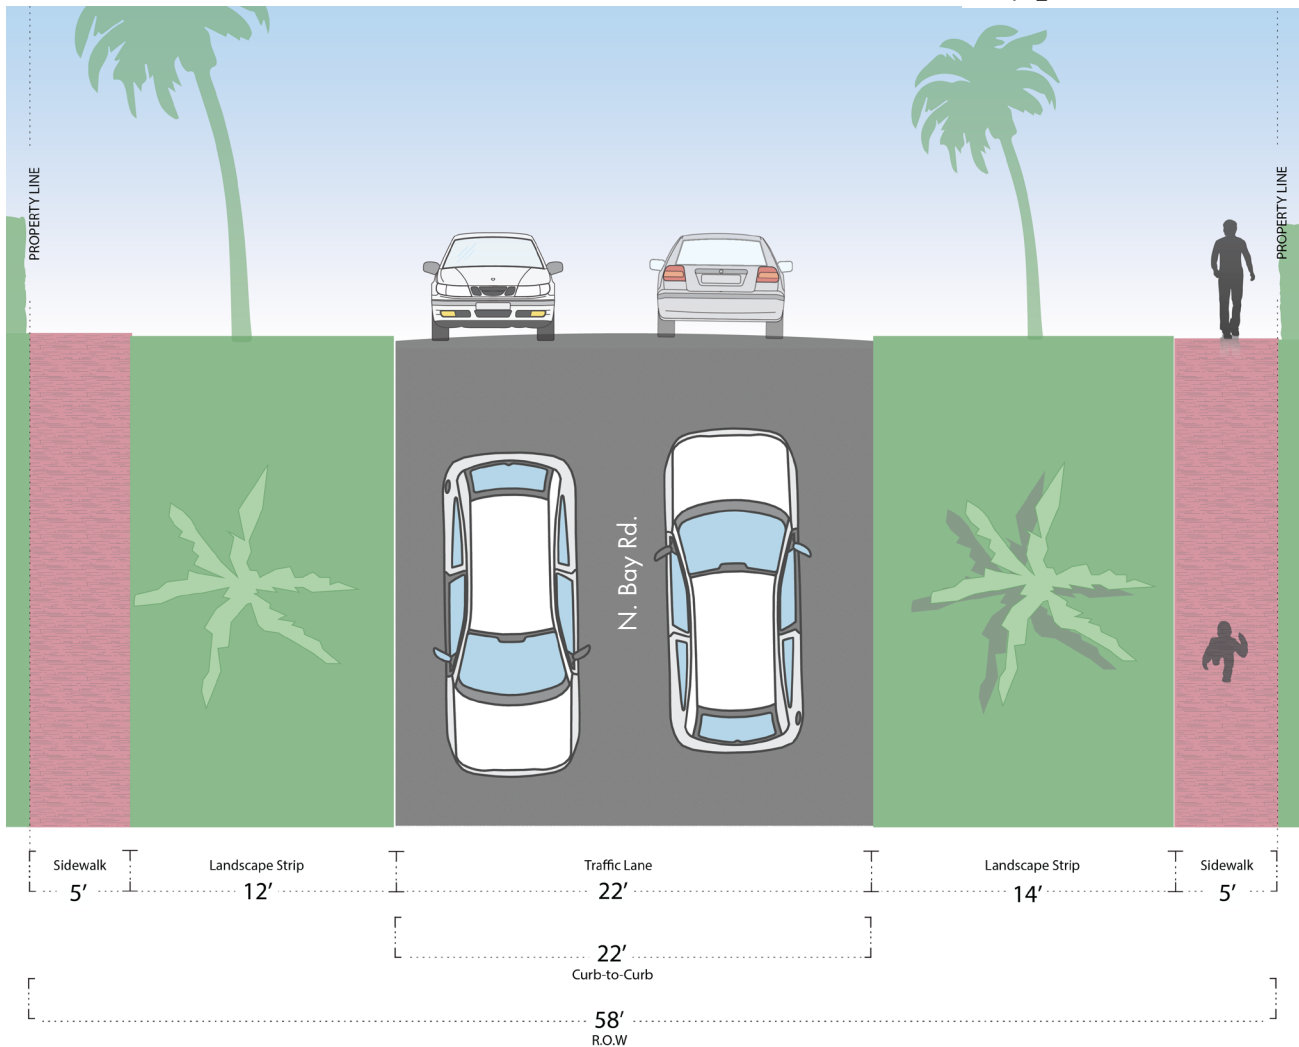 PROPERTY LINE
PROPERTY LINE
N. Bay Rd.
Sidewalk
Landscape Strip
Traffic Lane
Landscape Strip
Sidewalk
5’
12’
22’
14’
5’
22’
Curb-to-Curb
58’
R.O.W